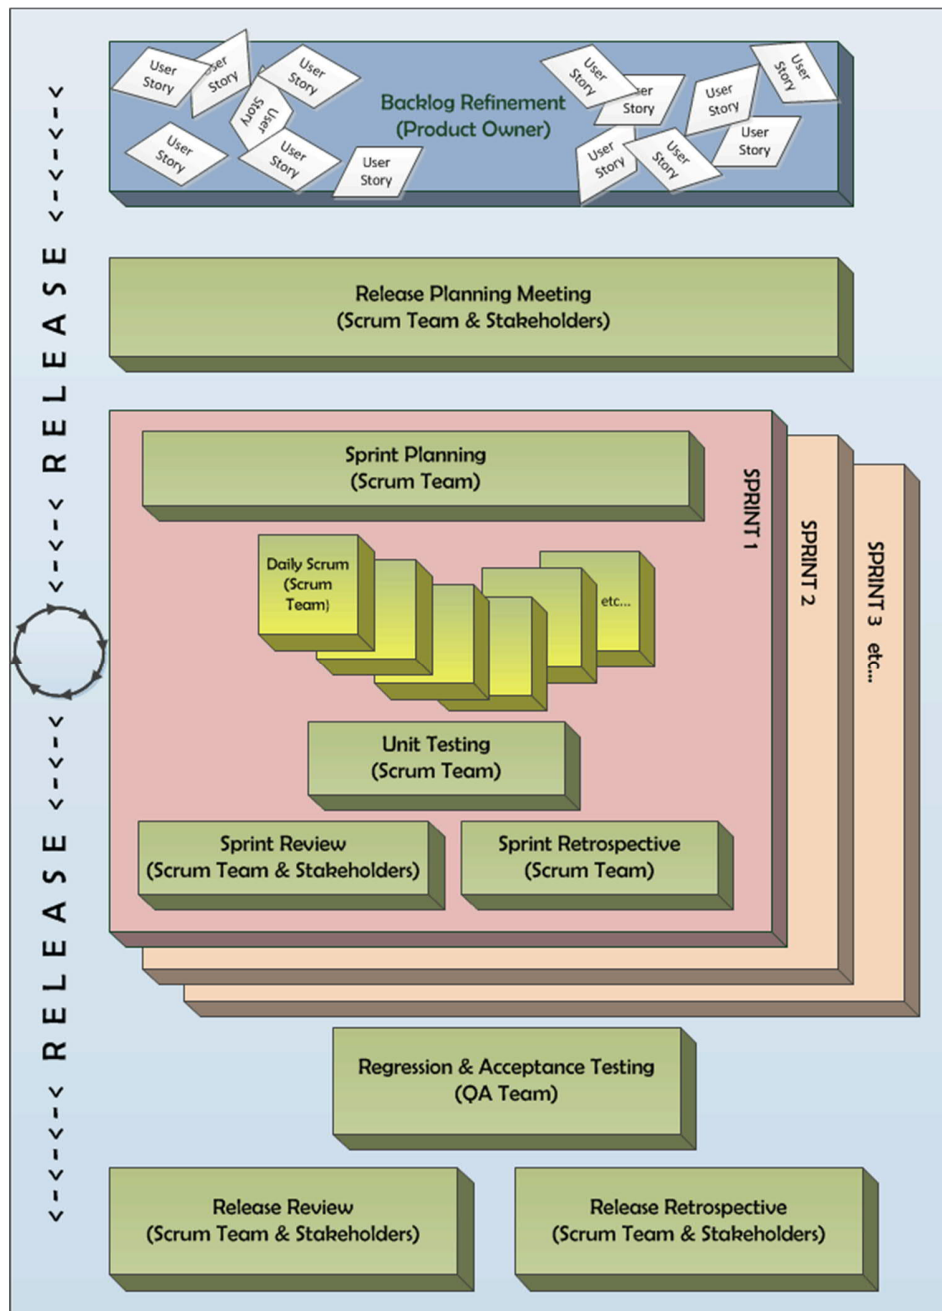 User
Story
User
Story
User
Story
User
Story
User
Story
User
Story
User
Story
Backlog Refinement
(Product Owner)
User
Story
User
Story
User
Story
User
Story
User
Story
User
Story
User
Story
RELEASE
Release Planning Meeting
(Scrum Team & Stakeholders)
Sprint Planning
(Scrum Team)
SPRINT 1
SPRINT 2
SPRINT 3 etc...
Daily Scrum
(Scrum
Team)
etc...
Unit Testing
(Scrum Team)
Sprint Review
(Scrum Team & Stakeholders)
Sprint Retrospective
(Scrum Team)
RELEASE
Regression & Acceptance Testing
(QA Team)
Release Review
(Scrum Team & Stakeholders)
Release Retrospective
(Scrum Team & Stakeholders)